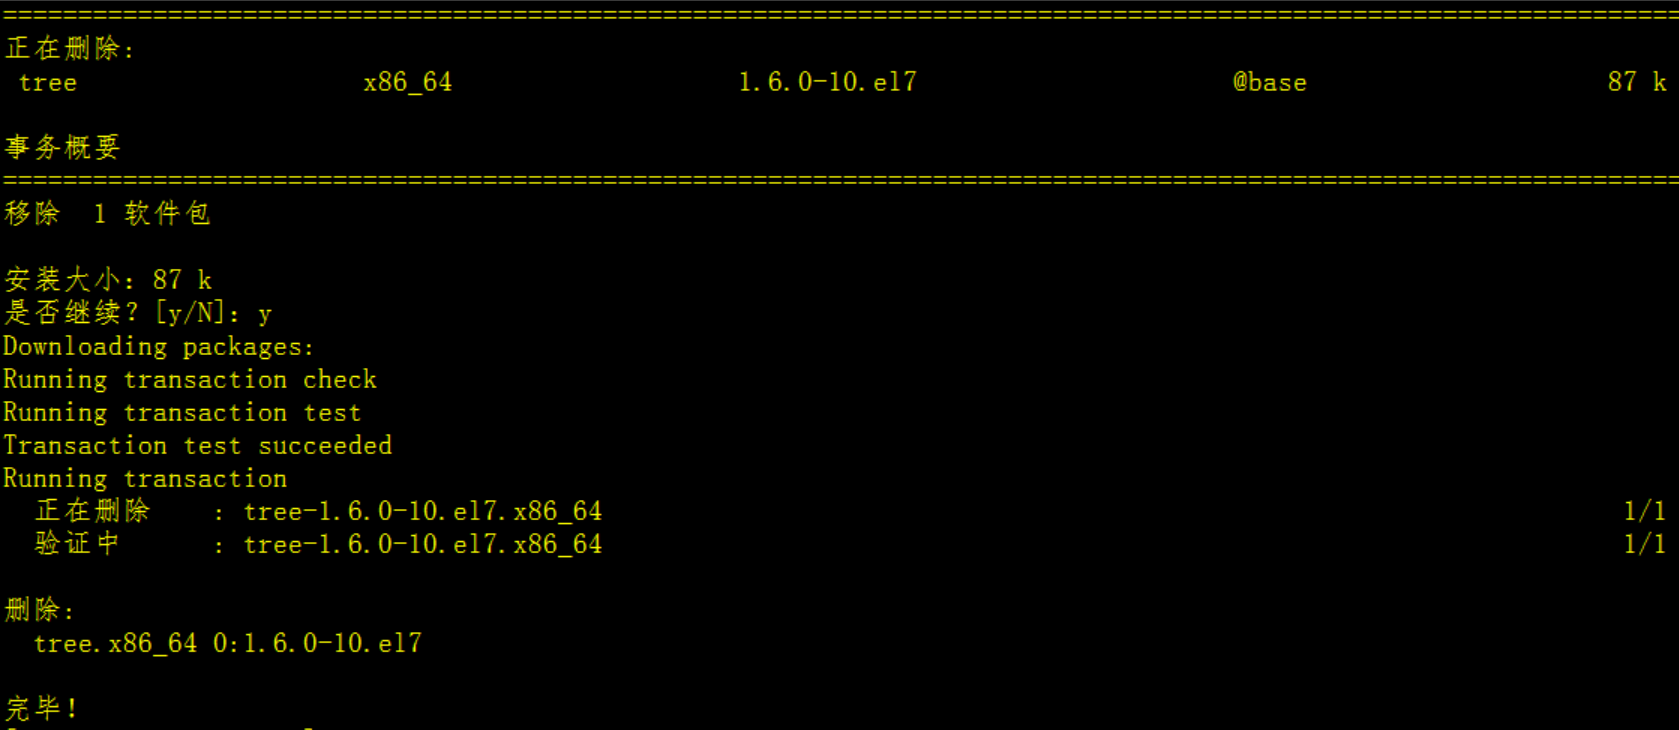 ================================================================================================================
正在删除:
tree x86_64 1.6.0-10.el7 @base 87 k
事务概要
================================================================================================================
移除 1 软件包
安装大小：87 k
是否继续？[y/N]：y
Downloading packages:
Running transaction check
Running transaction test
Transaction test succeeded
Running transaction
正在删除 : tree-1.6.0-10.el7.x86_64 1/1
验证中 : tree-1.6.0-10.el7.x86_64 1/1
删除:
tree.x86_64 0:1.6.0-10.el7
完毕！